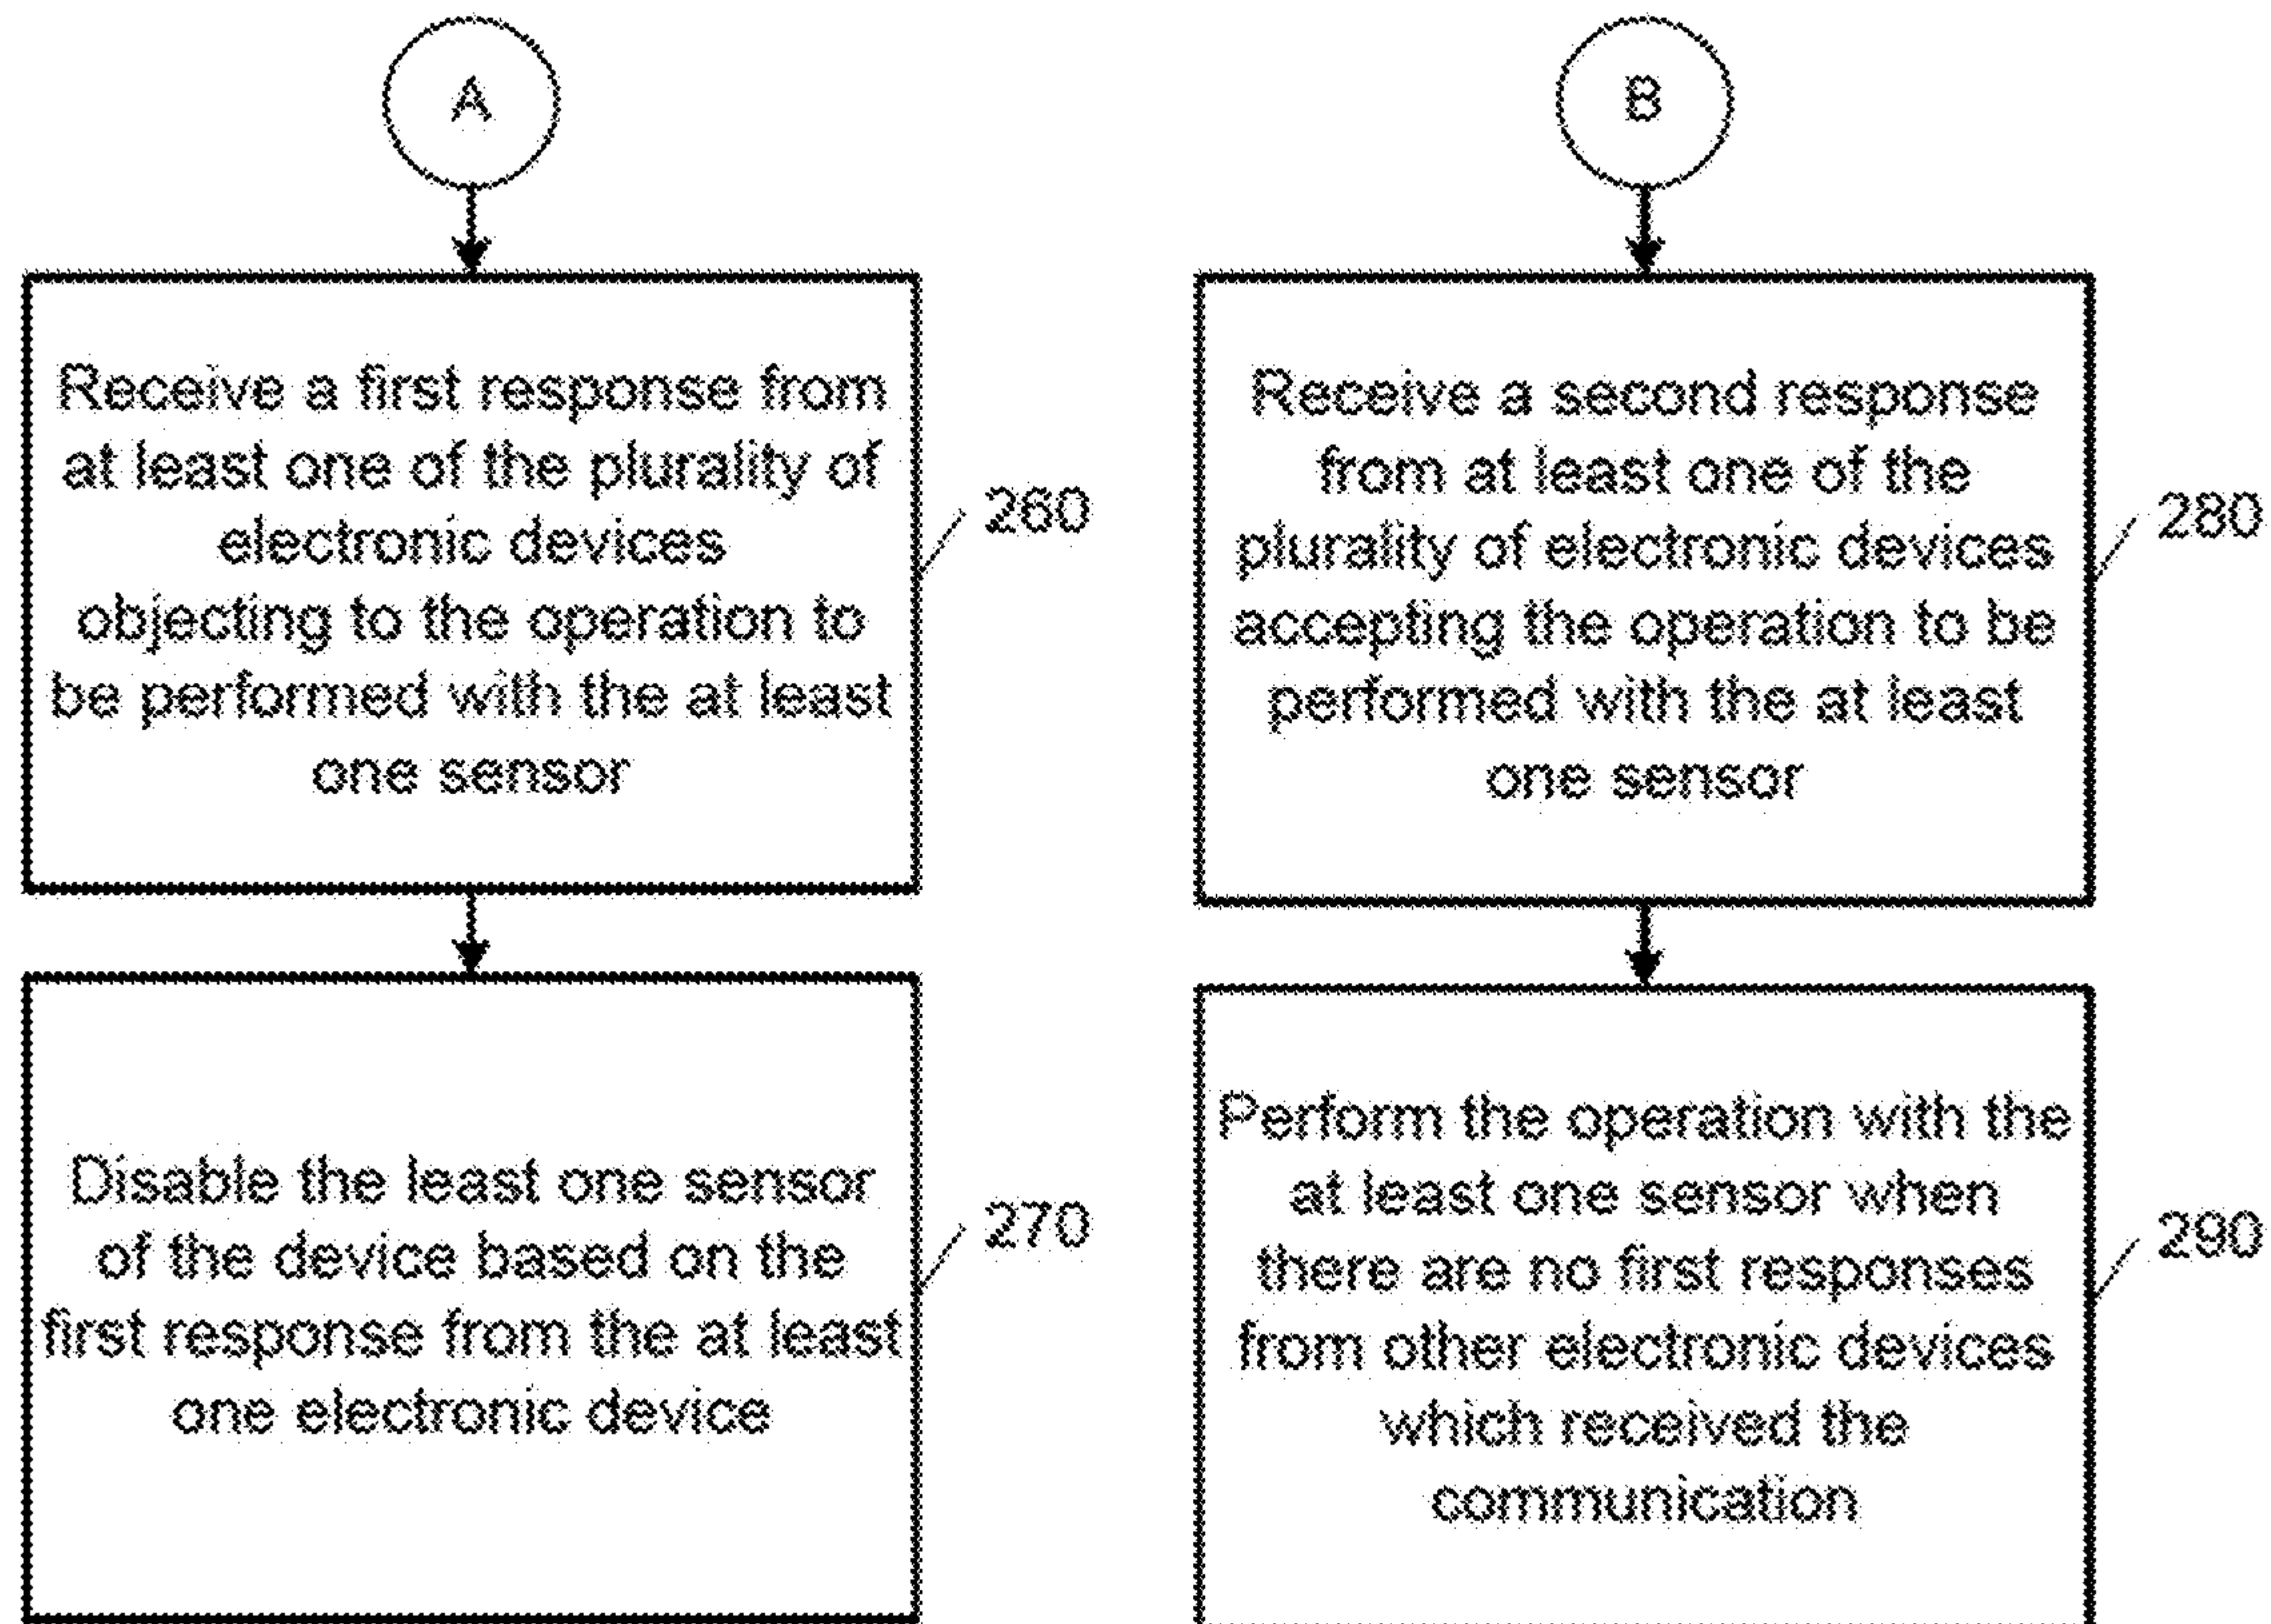 A
Receive a first response from
at least one of the plurality of
electronic devices
objecting to the operation to
be performed with the at least
one sensor
260
Disable the least one sensor
of the device based on the
first response from the at least
one electronic device
270
B
Receive a second response
from at least one of the
plurality of electronic devices
accepting the operation to be
performed with the at least
one sensor
280
Perform the operation with the
at least one sensor when
there are no first responses
from other electronic devices
which received the
communication
290